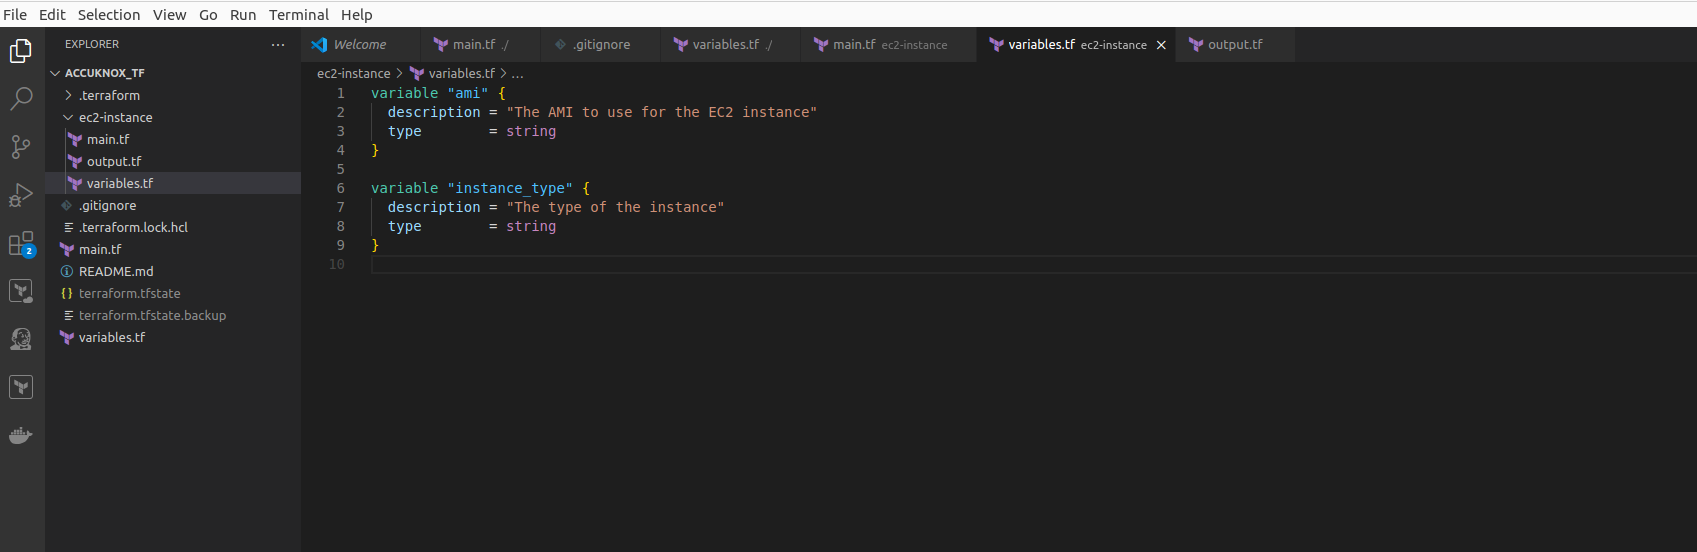 File Edit Selection View Go Run Terminal Help
EXPLORER ...
Welcome main.tf ./ .gitignore variables.tf ./ main.tf ec2-instance variables.tf ec2-instance output.tf
ACCUKNOX_TF
.terraform
ec2-instance
main.tf
output.tf
variables.tf
.gitignore
.terraform.lock.hcl
main.tf
README.md
terraform.tfstate
terraform.tfstate.backup
variables.tf
2
ec2-instance > variables.tf > ...
1 variable "ami" {
2 description = "The AMI to use for the EC2 instance"
3 type = string
4 }
5
6 variable "instance_type" {
7 description = "The type of the instance"
8 type = string
9 }
10